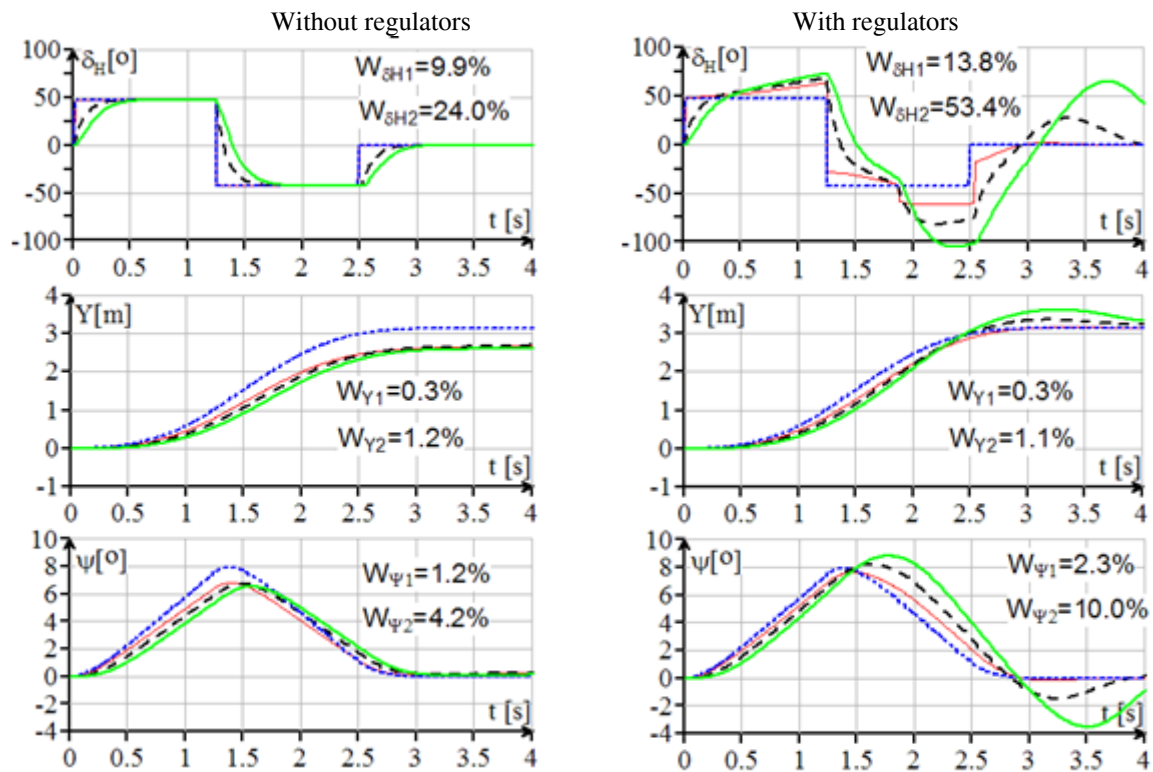 Without regulators
With regulators
100
50
0
-50
-100
δH[o]
WδH1=9.9%
WδH2=24.0%
t [s]
0 0.5 1 1.5 2 2.5 3 3.5 4
100
50
0
-50
-100
δH[o]
WδH1=13.8%
WδH2=53.4%
t [s]
0 0.5 1 1.5 2 2.5 3 3.5 4
4
3
2
1
0
-1
Y[m]
WY1=0.3%
WY2=1.2%
t [s]
0 0.5 1 1.5 2 2.5 3 3.5 4
4
3
2
1
0
-1
Y[m]
WY1=0.3%
WY2=1.1%
t [s]
0 0.5 1 1.5 2 2.5 3 3.5 4
10
8
6
4
2
0
-2
-4
ψ[o]
WΨ1=1.2%
WΨ2=4.2%
t [s]
0 0.5 1 1.5 2 2.5 3 3.5 4
10
8
6
4
2
0
-2
-4
ψ[o]
WΨ1=2.3%
WΨ2=10.0%
t [s]
0 0.5 1 1.5 2 2.5 3 3.5 4